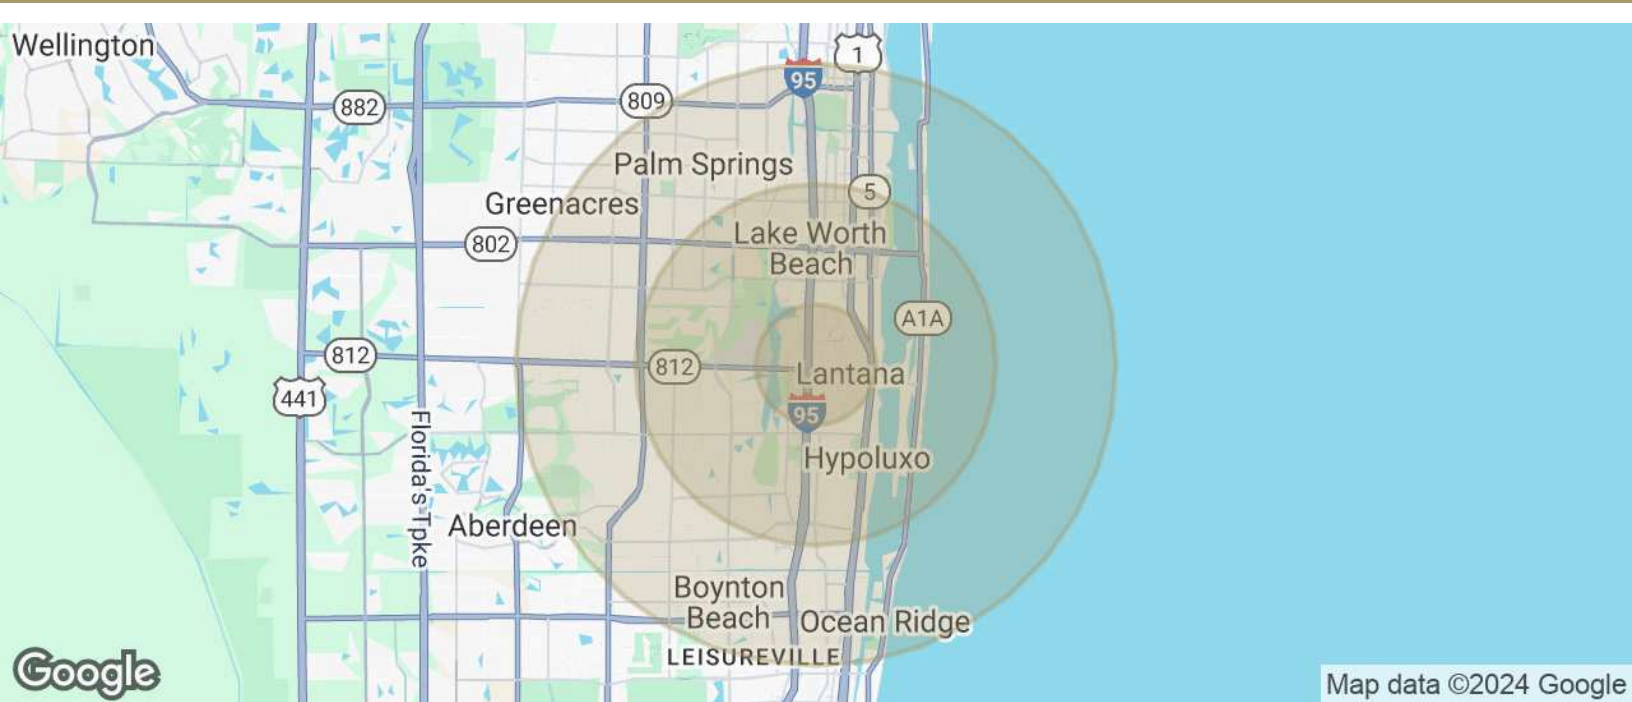 Wellington
1
95
882
809
Palm Springs
5
Greenacres
802
Lake Worth
Beach
A1A
812
812
Lantana
441
95
Florida's Tpke
Hypoluxo
Aberdeen
Boynton
Beach
Ocean Ridge
LEISUREVILLE
Google
Map data ©2024 Google